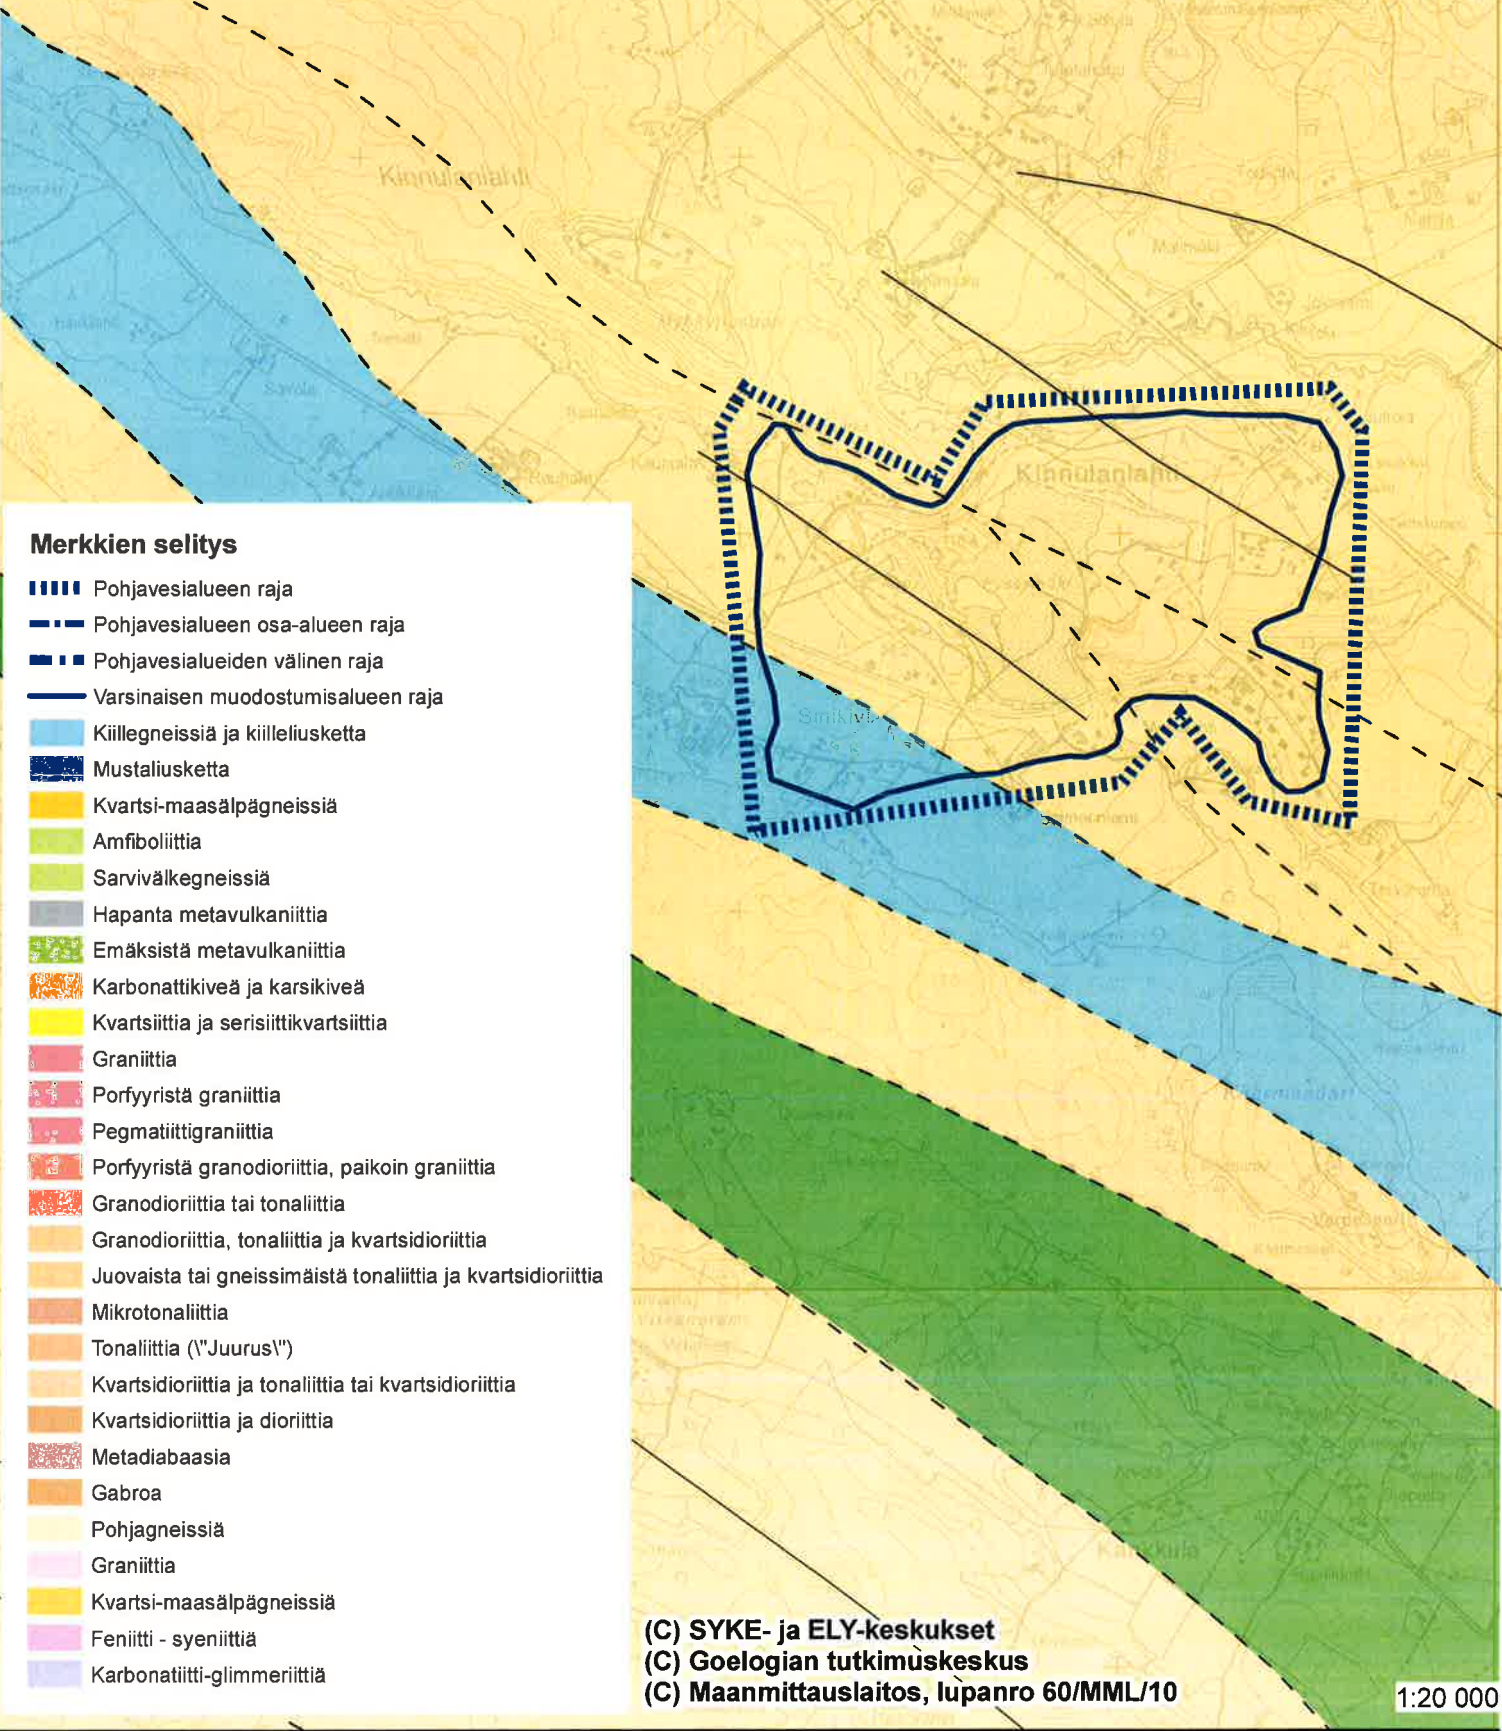 Kinnulanlahti
Savola
Rauhala
Kinnulanlahti
Sinikivi
Merkkien selitys
Pohjavesialueen raja
Pohjavesialueen osa-alueen raja
Pohjavesialueiden välinen raja
Varsinaisen muodostumisalueen raja
Kiillegneissiä ja kiilleliusketta
Mustaliusketta
Kvartsi-maasälpägneissiä
Amfiboliittia
Sarvivälkegneissiä
Hapanta metavulkaniittia
Emäksistä metavulkaniittia
Karbonattikiveä ja karsikiveä
Kvartsiittia ja serisiittikvartsiittia
Graniittia
Porfyyristä graniittia
Pegmatiittigraniittia
Porfyyristä granodioriittia, paikoin graniittia
Granodioriittia tai tonaliittia
Granodioriittia, tonaliittia ja kvartsidioriittia
Juovaista tai gneissimäistä tonaliittia ja kvartsidioriittia
Mikrotonaliittia
Tonaliittia (\"Juurus\")
Kvartsidioriittia ja tonaliittia tai kvartsidioriittia
Kvartsidioriittia ja dioriittia
Metadiabaasia
Gabroa
Pohjagneissiä
Graniittia
Kvartsi-maasälpägneissiä
Feniitti - syeniittiä
Karbonatiitti-glimmeriittiä
Kankkula
(C) SYKE- ja ELY-keskukset
(C) Goelogian tutkimuskeskus
(C) Maanmittauslaitos, lupanro 60/MML/10
1:20 000